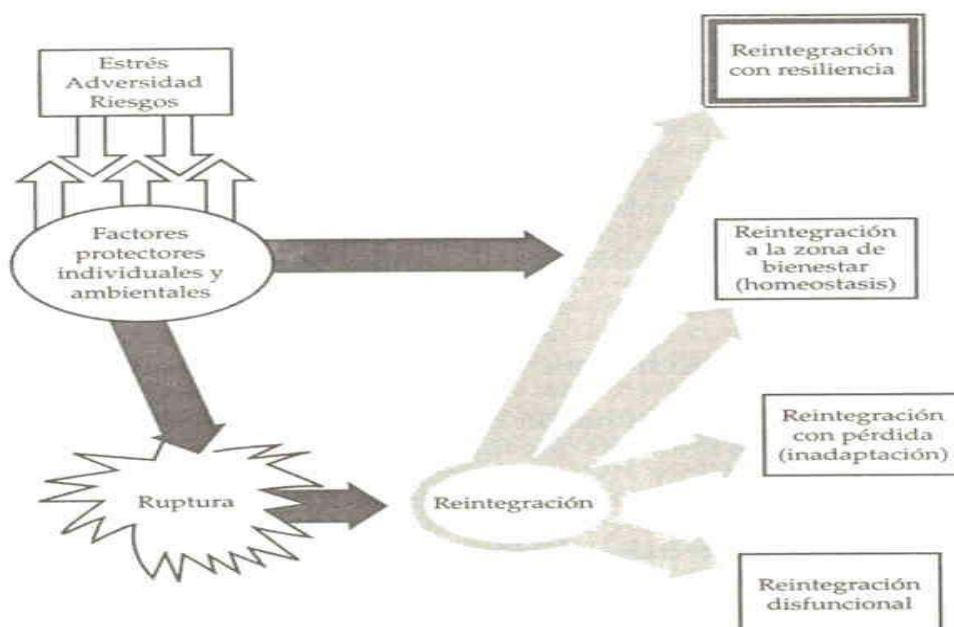 Estrés
Adversidad
Riesgos
Factores
protectores
individuales y
ambientales
Ruptura
Reintegración
Reintegración
con resiliencia
Reintegración
a la zona de
bienestar
(homeostasis)
Reintegración
con pérdida
(inadaptación)
Reintegración
disfuncional